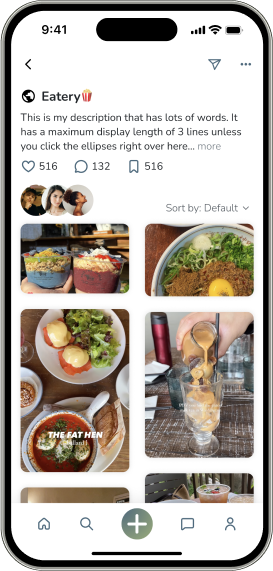 9:41
Eatery🍿
This is my description that has lots of words. It
has a maximum display length of 3 lines unless
you click the ellipses right over here... more
516 132 516
Sort by: Default
THE FAT HEN